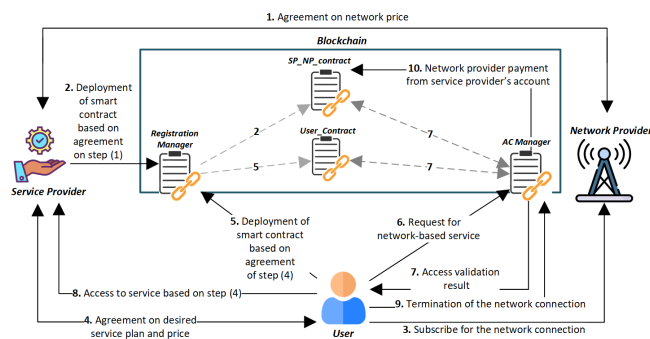 1. Agreement on network price
Blockchain
SP_NP_contract
10. Network provider payment
from service provider's account
2. Deployment
of smart
contract
based on
agreement
on step (1)
2
7
Registration
Manager
User_Contract
AC Manager
Network Provider
5
7
Service Provider
5. Deployment of
smart contract
based on
agreement
of step (4)
6. Request for
network-based service
7. Access validation
result
8. Access to service based on step (4)
9. Termination of the network connection
4. Agreement on desired
service plan and price
User
3. Subscribe for the network connection